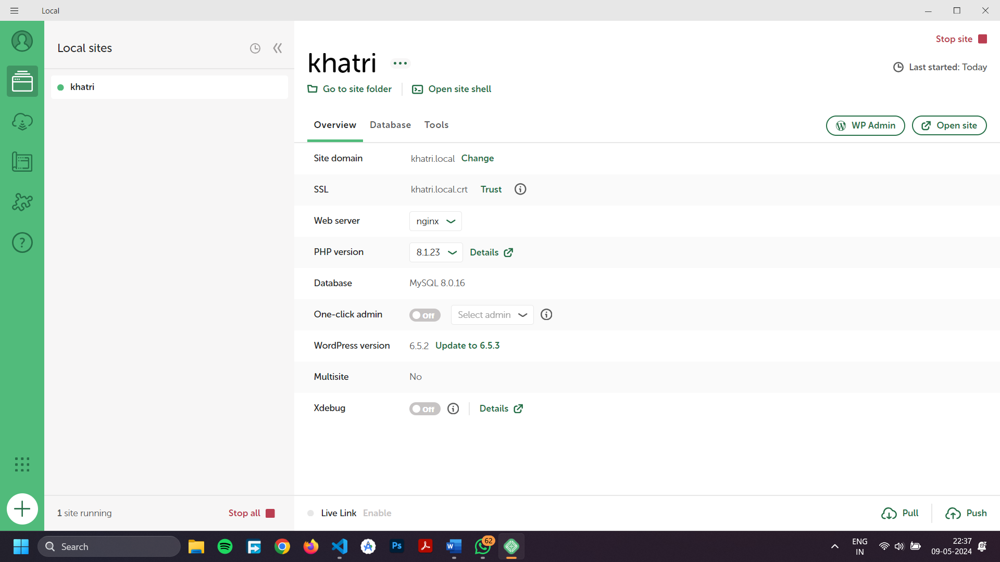 Local
Local sites
khatri
1 site running
Stop all
Stop site
khatri
Last started: Today
Go to site folder
Open site shell
Overview Database Tools
WP Admin
Open site
Site domain khatri.local Change
SSL khatri.local.crt Trust
Web server nginx
PHP version 8.1.23 Details
Database MySQL 8.0.16
One-click admin Off Select admin
WordPress version 6.5.2 Update to 6.5.3
Multisite No
Xdebug Off Details
Live Link Enable
Pull
Push
Search
Ps
W
62
ENG
IN
22:37
09-05-2024